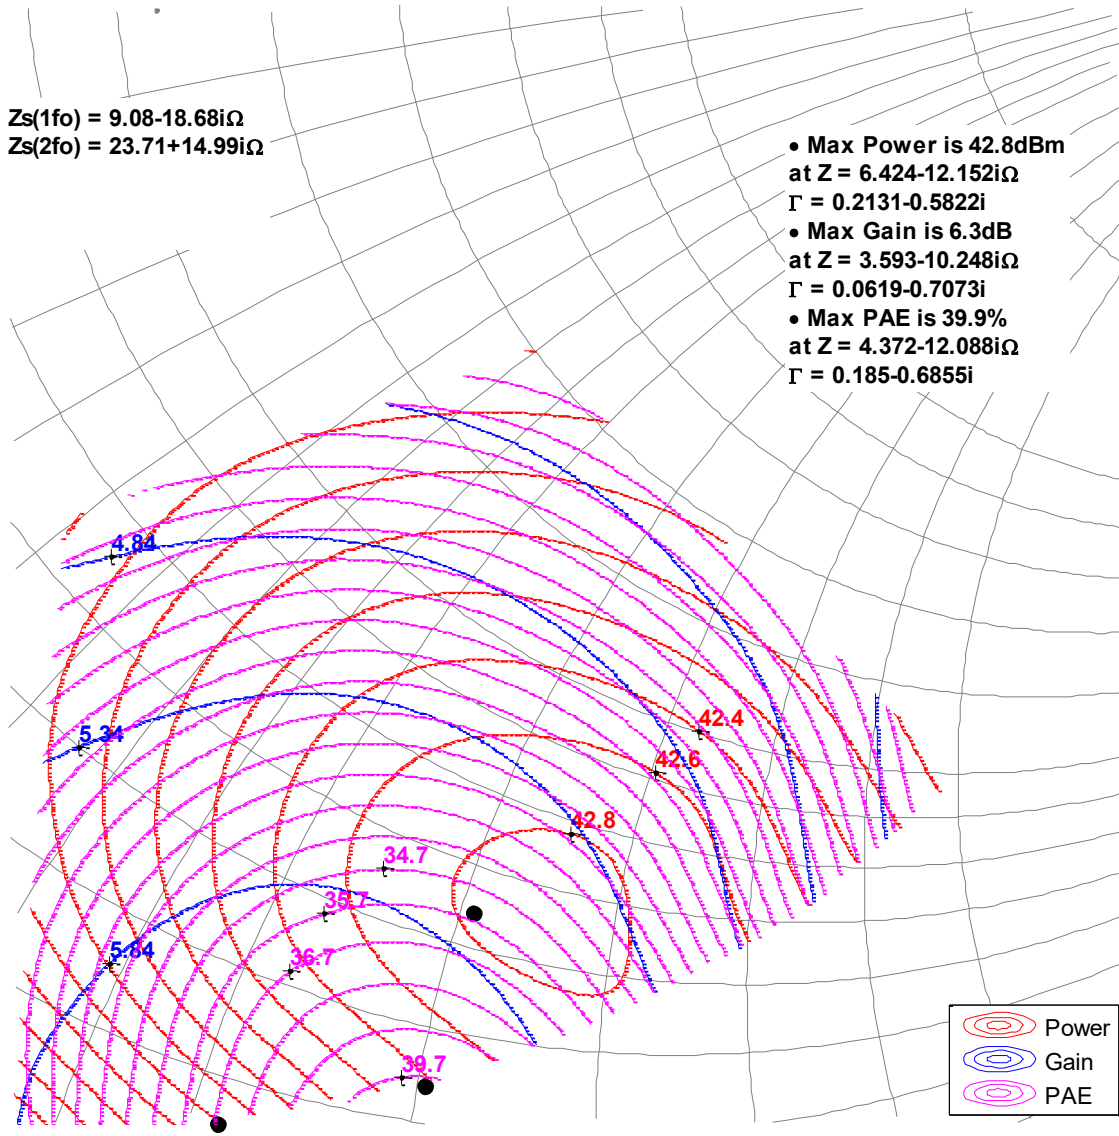 Zs(1fo) = 9.08-18.68iΩ
Zs(2fo) = 23.71+14.99iΩ
• Max Power is 42.8dBm
at Z = 6.424-12.152iΩ
Γ = 0.2131-0.5822i
• Max Gain is 6.3dB
at Z = 3.593-10.248iΩ
Γ = 0.0619-0.7073i
• Max PAE is 39.9%
at Z = 4.372-12.088iΩ
Γ = 0.185-0.6855i
4.84
5.34
42.4
42.6
42.8
34.7
35.7
5.84
36.7
39.7
Power
Gain
PAE